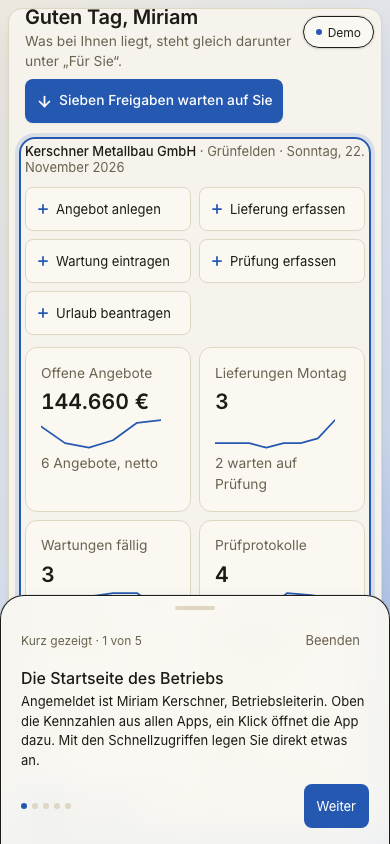 Guten Tag, Miriam
Was bei Ihnen liegt, steht gleich darunter
unter „Für Sie“.
Demo
Sieben Freigaben warten auf Sie
Kerschner Metallbau GmbH · Grünfelden · Sonntag, 22.
November 2026
Angebot anlegen
Lieferung erfassen
Wartung eintragen
Prüfung erfassen
Urlaub beantragen
Offene Angebote
144.660 €
6 Angebote, netto
Lieferungen Montag
3
2 warten auf
Prüfung
Wartungen fällig
3
Prüfprotokolle
4
Kurz gezeigt · 1 von 5
Beenden
Die Startseite des Betriebs
Angemeldet ist Miriam Kerschner, Betriebsleiterin. Oben
die Kennzahlen aus allen Apps, ein Klick öffnet die App
dazu. Mit den Schnellzugriffen legen Sie direkt etwas
an.
Weiter